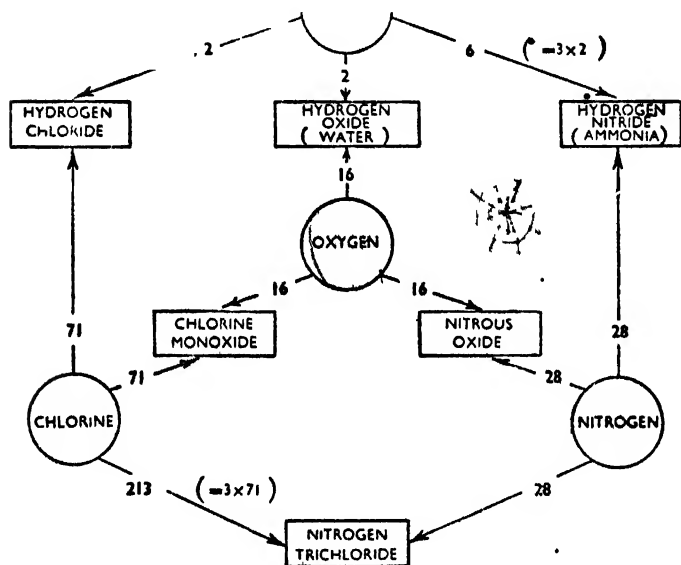 2
6 (=3×2)
2
HYDROGEN
CHLORIDE
HYDROGEN
OXIDE
(WATER)
HYDROGEN
NITRIDE
(AMMONIA)
16
OXYGEN
16
16
71
CHLORINE
MONOXIDE
NITROUS
OXIDE
28
71
28
CHLORINE
NITROGEN
213 (=3×71)
28
NITROGEN
TRICHLORIDE